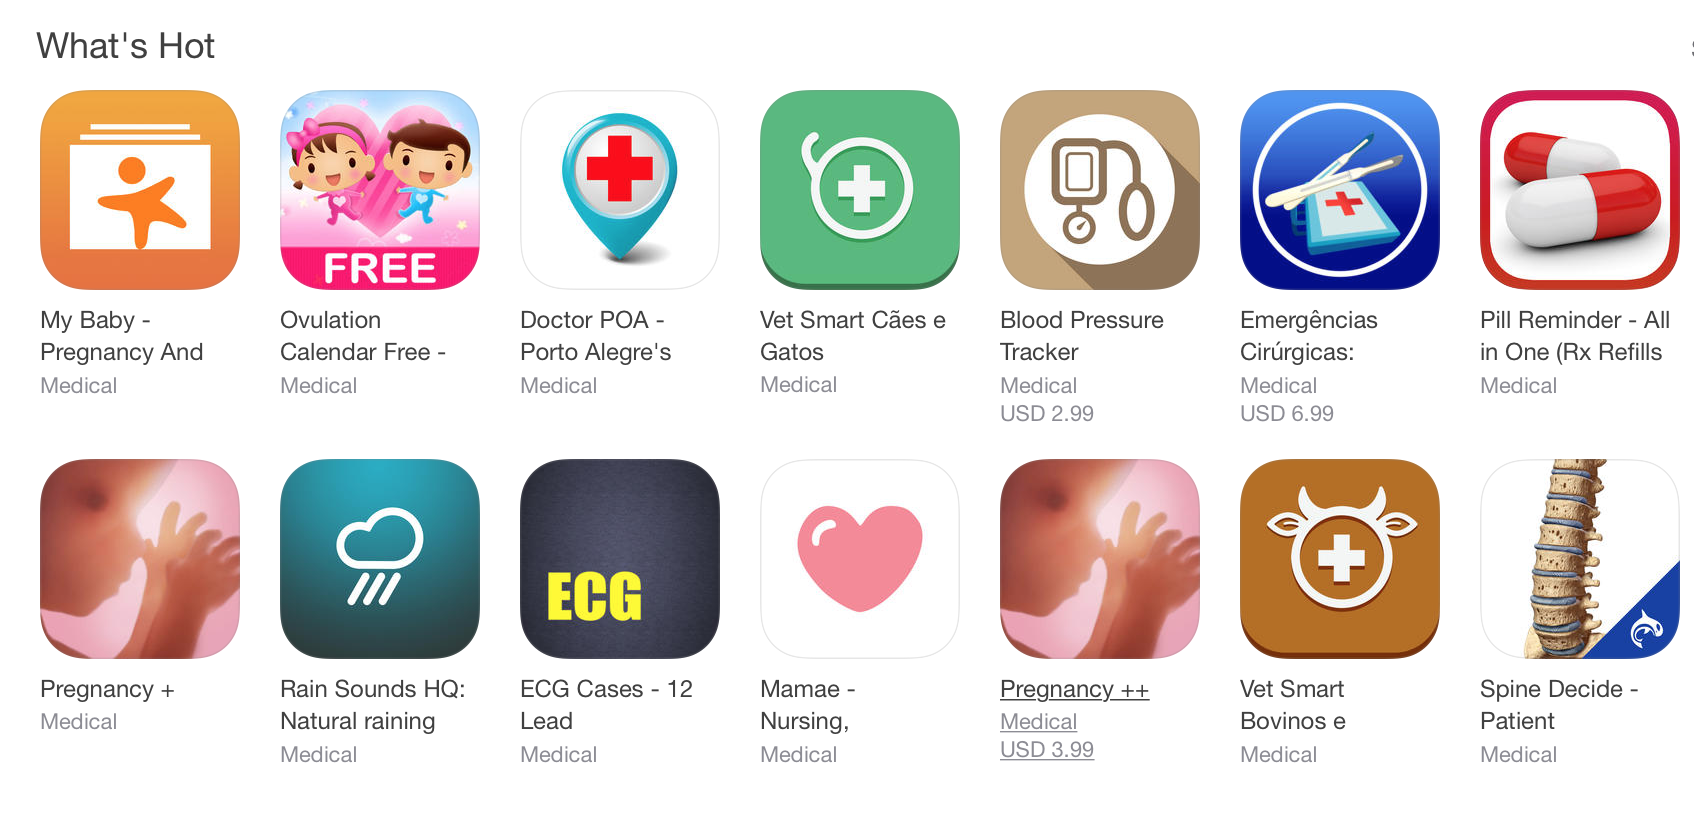 What's Hot
FREE
My Baby -
Pregnancy And
Medical
Ovulation
Calendar Free -
Medical
Doctor POA -
Porto Alegre's
Medical
Vet Smart Cães e
Gatos
Medical
Blood Pressure
Tracker
Medical
USD 2.99
Emergências
Cirúrgicas:
Medical
USD 6.99
Pill Reminder - All
in One (Rx Refills
Medical
ECG
Pregnancy +
Medical
Rain Sounds HQ:
Natural raining
Medical
ECG Cases - 12
Lead
Medical
Mamae -
Nursing,
Medical
Pregnancy ++
Medical
USD 3.99
Vet Smart
Bovinos e
Medical
Spine Decide -
Patient
Medical